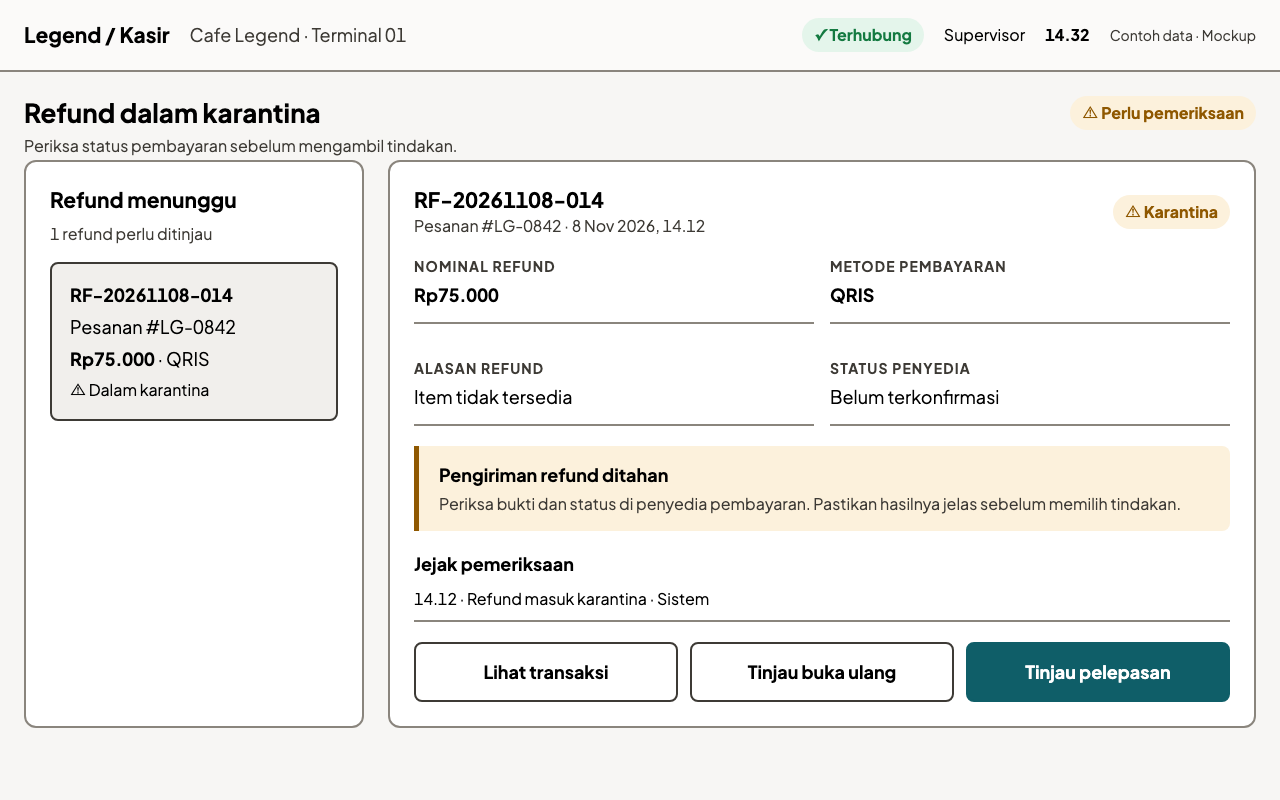 Legend / Kasir
Cafe Legend · Terminal 01
✓Terhubung
Supervisor
14.32
Contoh data · Mockup
Refund dalam karantina
⚠ Perlu pemeriksaan
Periksa status pembayaran sebelum mengambil tindakan.
Refund menunggu
1 refund perlu ditinjau
RF-20261108-014
Pesanan #LG-0842
Rp75.000 · QRIS
⚠ Dalam karantina
RF-20261108-014
Pesanan #LG-0842 · 8 Nov 2026, 14.12
⚠ Karantina
NOMINAL REFUND
Rp75.000
METODE PEMBAYARAN
QRIS
ALASAN REFUND
Item tidak tersedia
STATUS PENYEDIA
Belum terkonfirmasi
Pengiriman refund ditahan
Periksa bukti dan status di penyedia pembayaran. Pastikan hasilnya jelas sebelum memilih tindakan.
Jejak pemeriksaan
14.12 · Refund masuk karantina · Sistem
Lihat transaksi
Tinjau buka ulang
Tinjau pelepasan